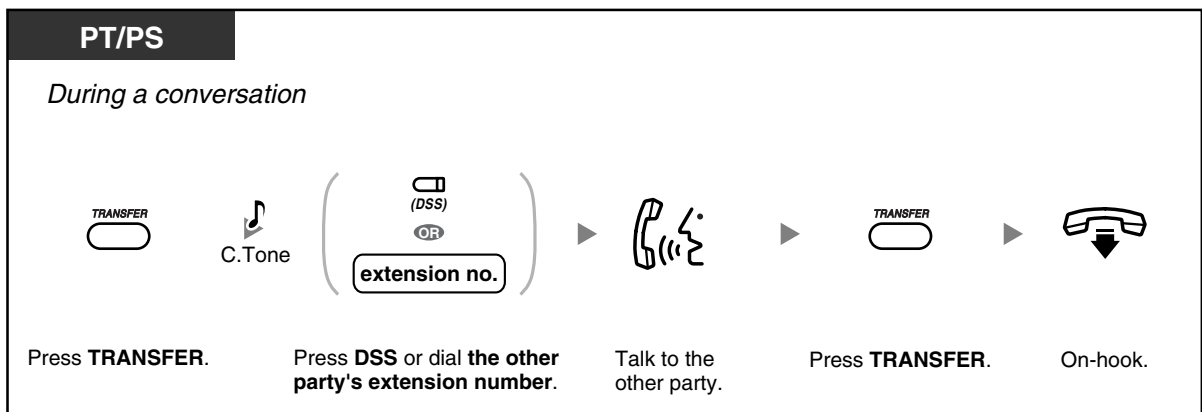 PT/PS
During a conversation
TRANSFER
C.Tone
(DSS)
OR
extension no.
TRANSFER
Press TRANSFER.
Press DSS or dial the other
party's extension number.
Talk to the
other party.
Press TRANSFER.
On-hook.